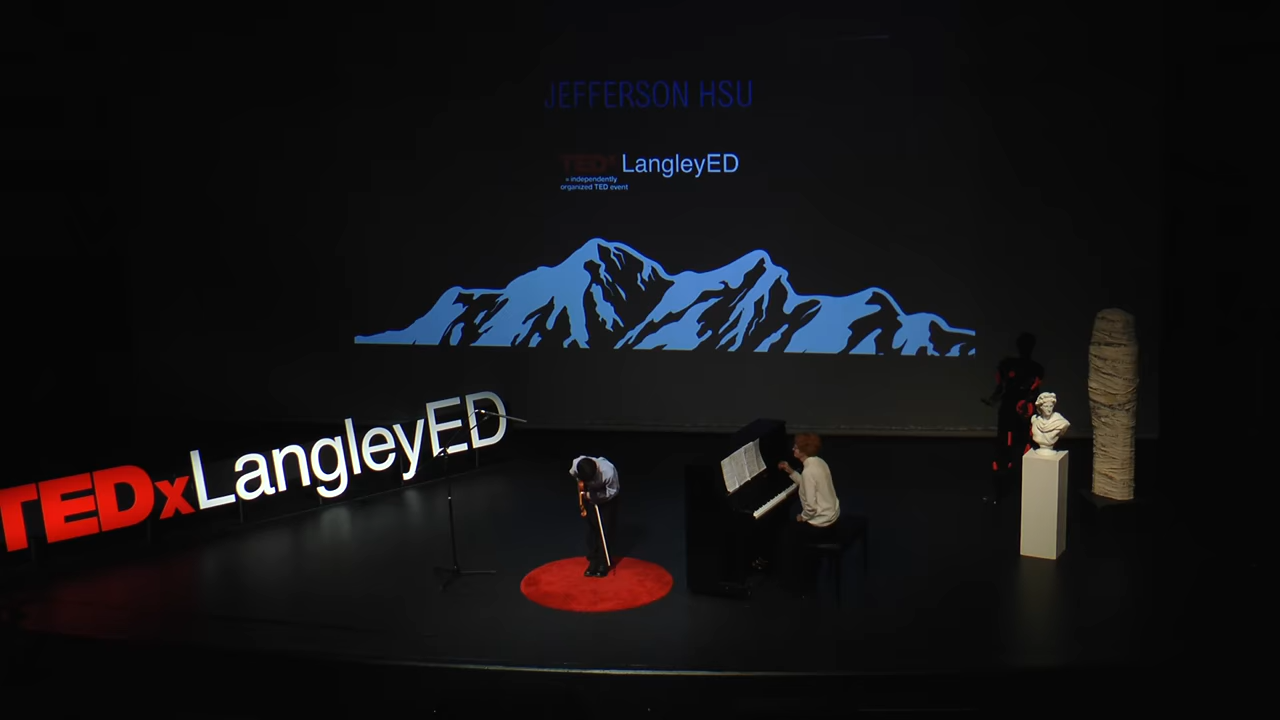 JEFFERSON HSU
TEDx LangleyED
x = independently
organized TED event
TEDxLangleyED